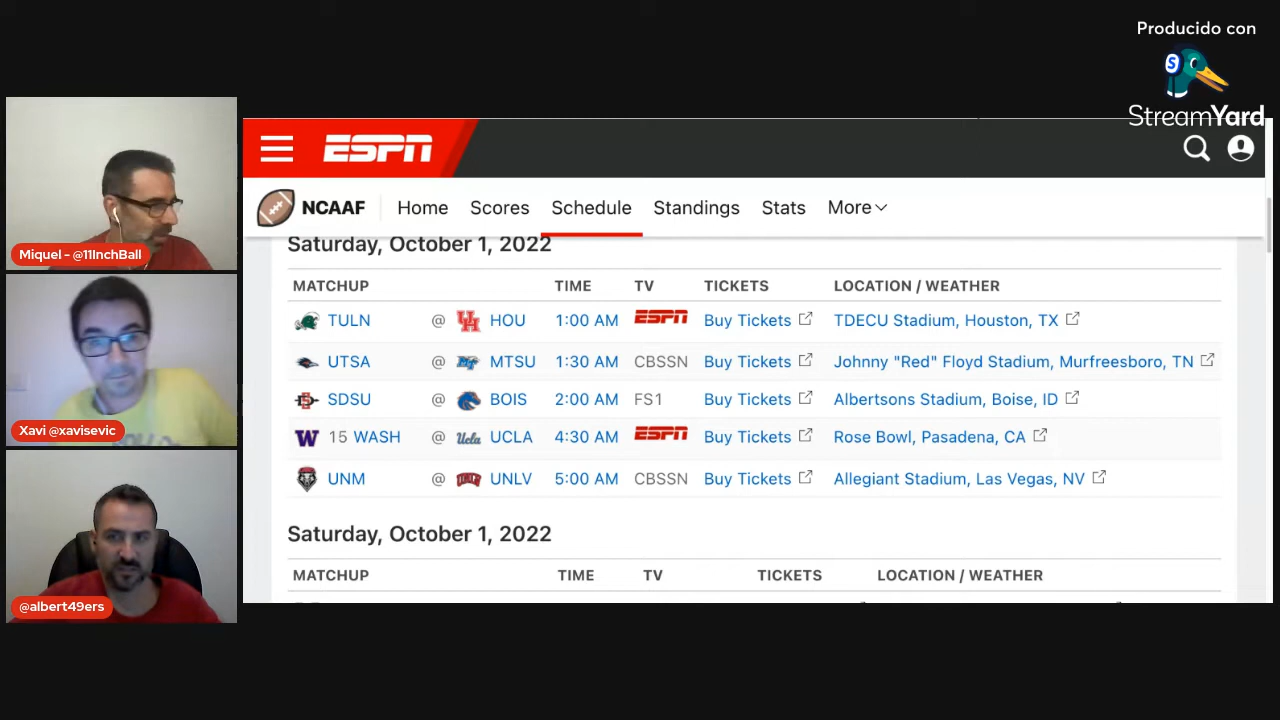 Producido con
StreamYard
ESPN
NCAAF Home Scores Schedule Standings Stats More
Saturday, October 1, 2022
MATCHUP TIME TV TICKETS LOCATION / WEATHER
TULN @ HOU 1:00 AM ESPN Buy Tickets TDECU Stadium, Houston, TX
UTSA @ MTSU 1:30 AM CBSSN Buy Tickets Johnny "Red" Floyd Stadium, Murfreesboro, TN
SDSU @ BOIS 2:00 AM FS1 Buy Tickets Albertsons Stadium, Boise, ID
15 WASH @ UCLA 4:30 AM ESPN Buy Tickets Rose Bowl, Pasadena, CA
UNM @ UNLV 5:00 AM CBSSN Buy Tickets Allegiant Stadium, Las Vegas, NV
Saturday, October 1, 2022
MATCHUP TIME TV TICKETS LOCATION / WEATHER
Miquel - @11InchBall
Xavi @xavisevic
@albert49ers